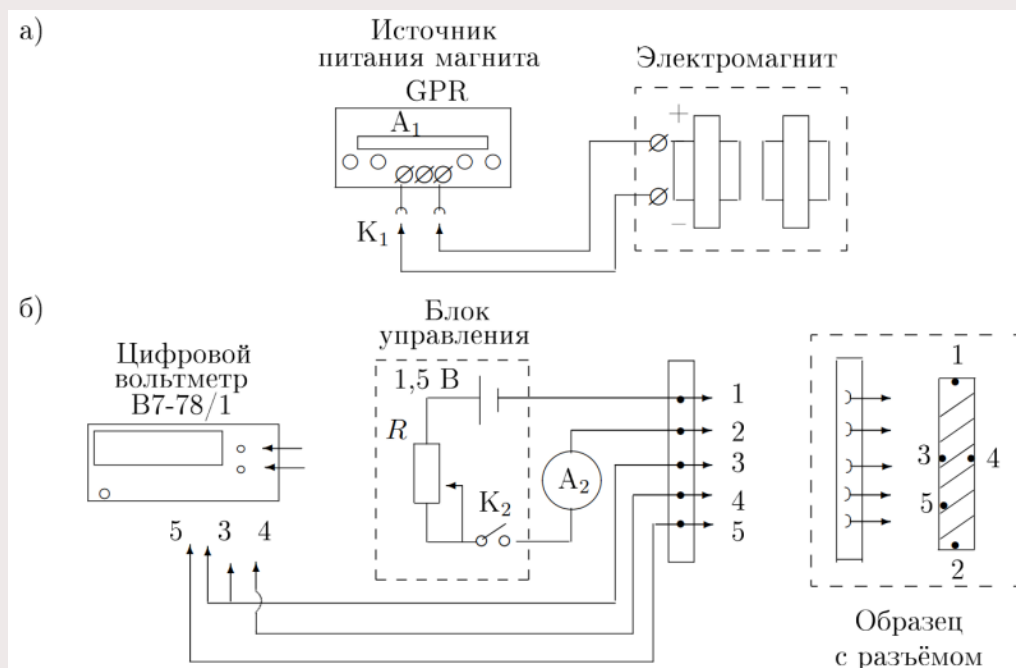 а)
Источник
питания магнита
GPR
A₁
K₁
Электромагнит
+
−
б)
Цифровой
вольтметр
В7-78/1
5 3 4
Блок
управления
1,5 В
R
K₂
A₂
1
2
3
4
5
1
3 4
5
2
Образец
с разъёмом